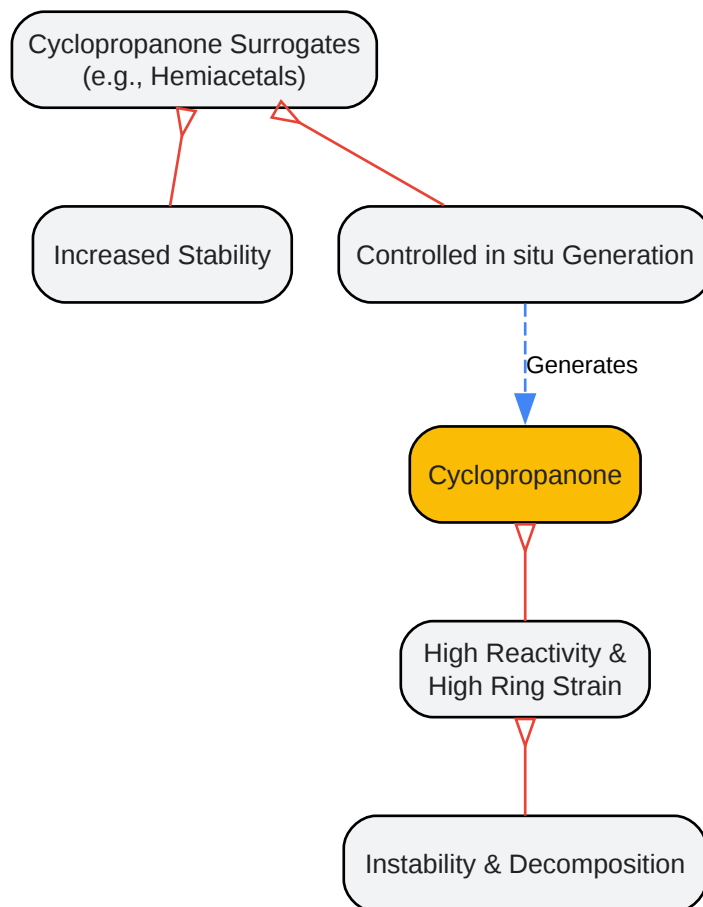 Cyclopropanone Surrogates
(e.g., Hemiacetals)
Increased Stability
Controlled in situ Generation
Generates
Cyclopropanone
High Reactivity &
High Ring Strain
Instability & Decomposition